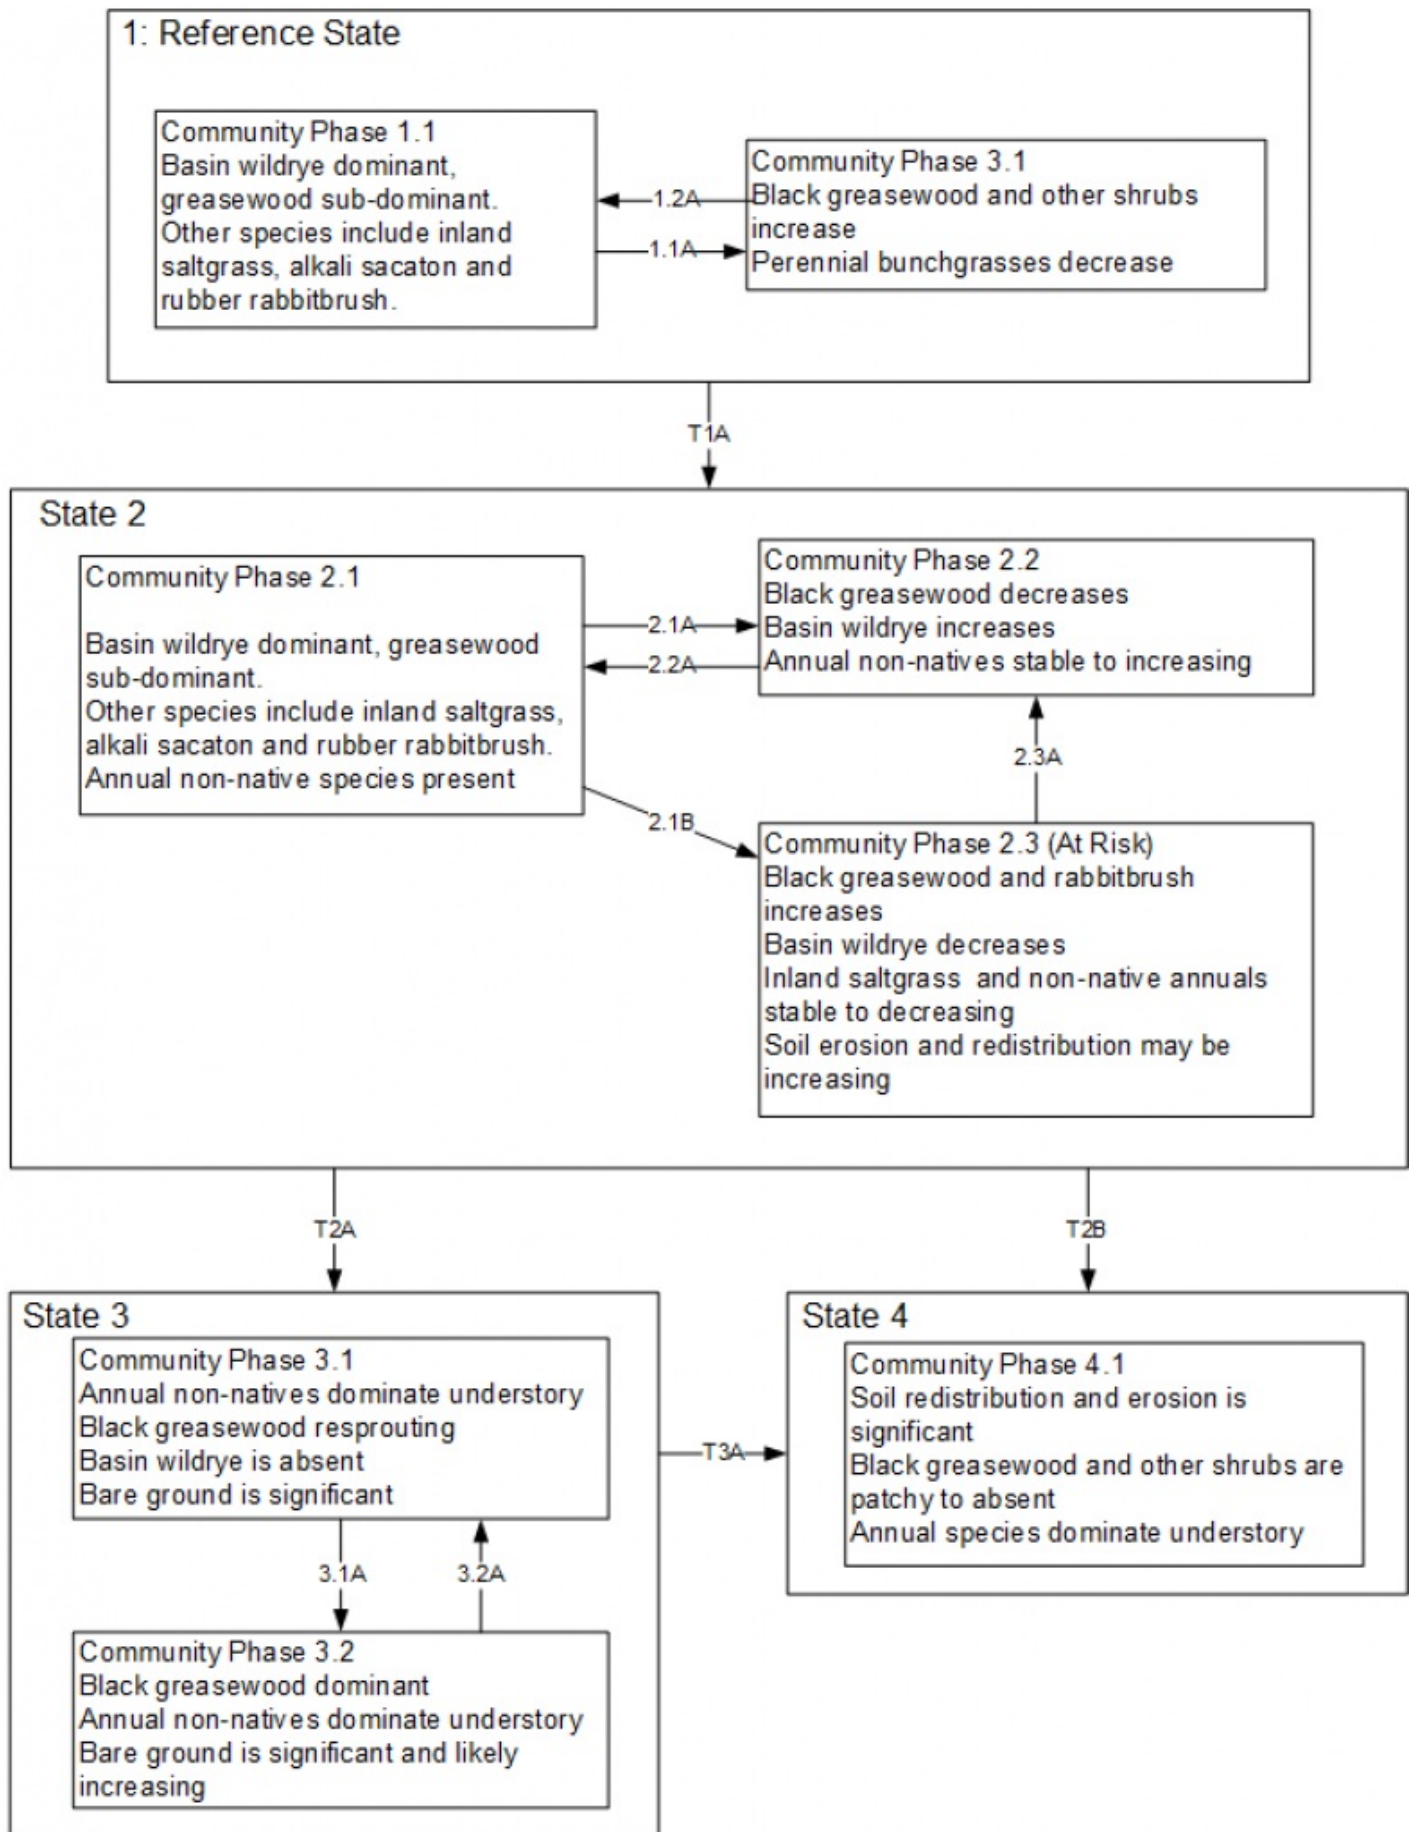 1: Reference State
Community Phase 1.1
Basin wildrye dominant,
greasewood sub-dominant.
Other species include inland
saltgrass, alkali sacaton and
rubber rabbitbrush.
1.2A
1.1A
Community Phase 3.1
Black greasewood and other shrubs
increase
Perennial bunchgrasses decrease
T1A
State 2
Community Phase 2.1
Basin wildrye dominant, greasewood
sub-dominant.
Other species include inland saltgrass,
alkali sacaton and rubber rabbitbrush.
Annual non-native species present
2.1A
2.2A
2.1B
Community Phase 2.2
Black greasewood decreases
Basin wildrye increases
Annual non-natives stable to increasing
2.3A
Community Phase 2.3 (At Risk)
Black greasewood and rabbitbrush
increases
Basin wildrye decreases
Inland saltgrass and non-native annuals
stable to decreasing
Soil erosion and redistribution may be
increasing
T2A
T2B
State 3
Community Phase 3.1
Annual non-natives dominate understory
Black greasewood resprouting
Basin wildrye is absent
Bare ground is significant
3.1A
3.2A
Community Phase 3.2
Black greasewood dominant
Annual non-natives dominate understory
Bare ground is significant and likely
increasing
T3A
State 4
Community Phase 4.1
Soil redistribution and erosion is
significant
Black greasewood and other shrubs are
patchy to absent
Annual species dominate understory